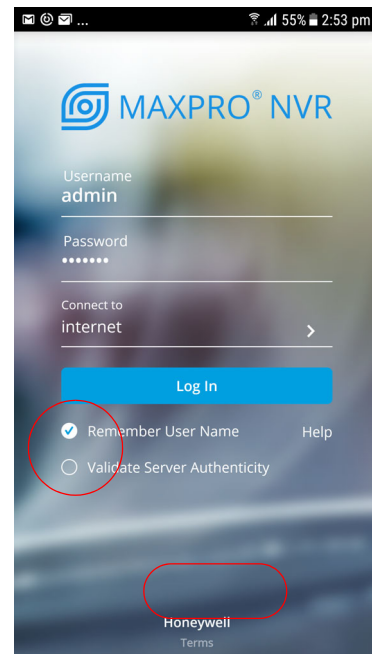 ... 55% 2:53 pm
MAXPRO® NVR
Username
admin
Password
•••••••
Connect to
internet
Log In
Remember User Name Help
Validate Server Authenticity
Honeywell
Terms